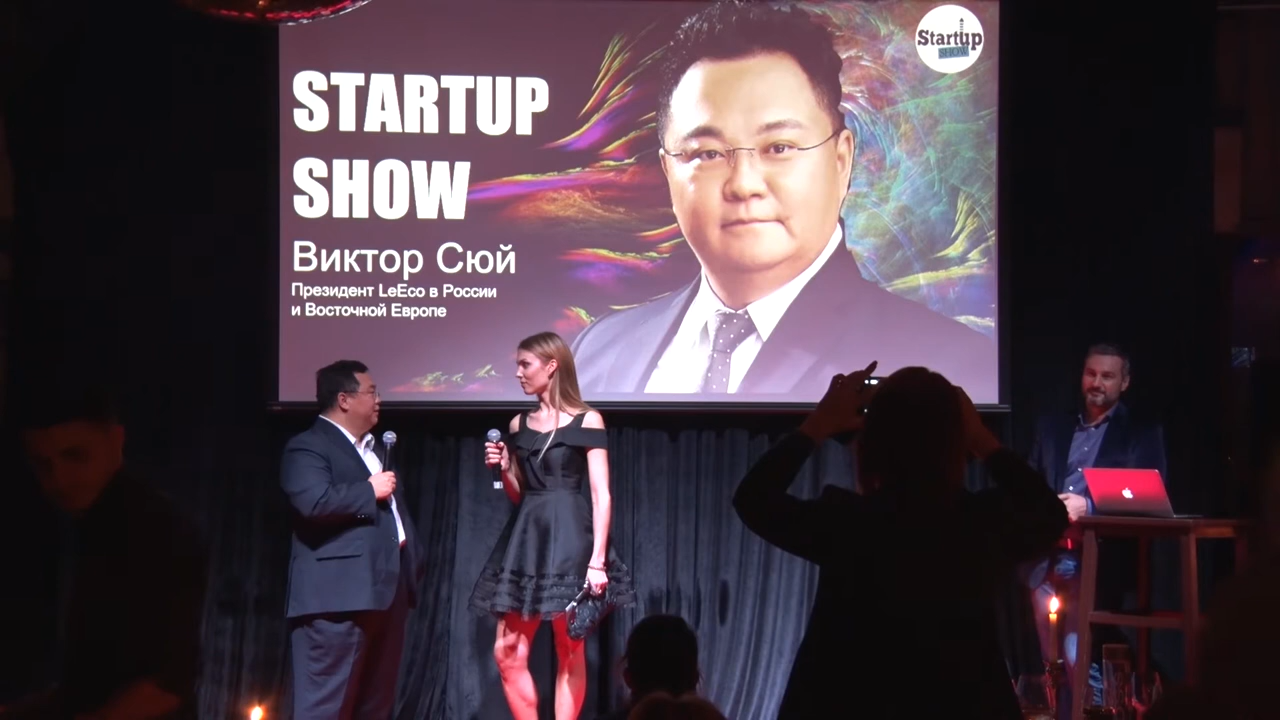 STARTUP
SHOW
Виктор Сюй
Президент LeEco в России
и Восточной Европе
Startup
SHOW